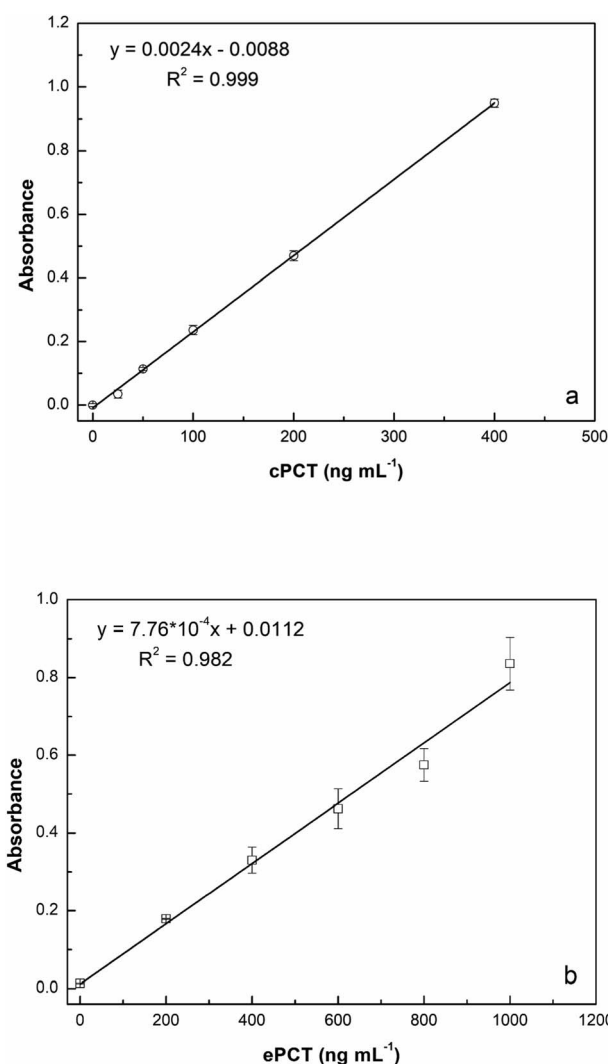 1.2
1.0
0.8
0.6
0.4
0.2
0.0
Absorbance
y = 0.0024x - 0.0088
R² = 0.999
a
0 100 200 300 400 500
cPCT (ng mL⁻¹)
1.0
0.8
0.6
0.4
0.2
0.0
Absorbance
y = 7.76*10⁻⁴x + 0.0112
R² = 0.982
b
0 200 400 600 800 1000 1200
ePCT (ng mL⁻¹)